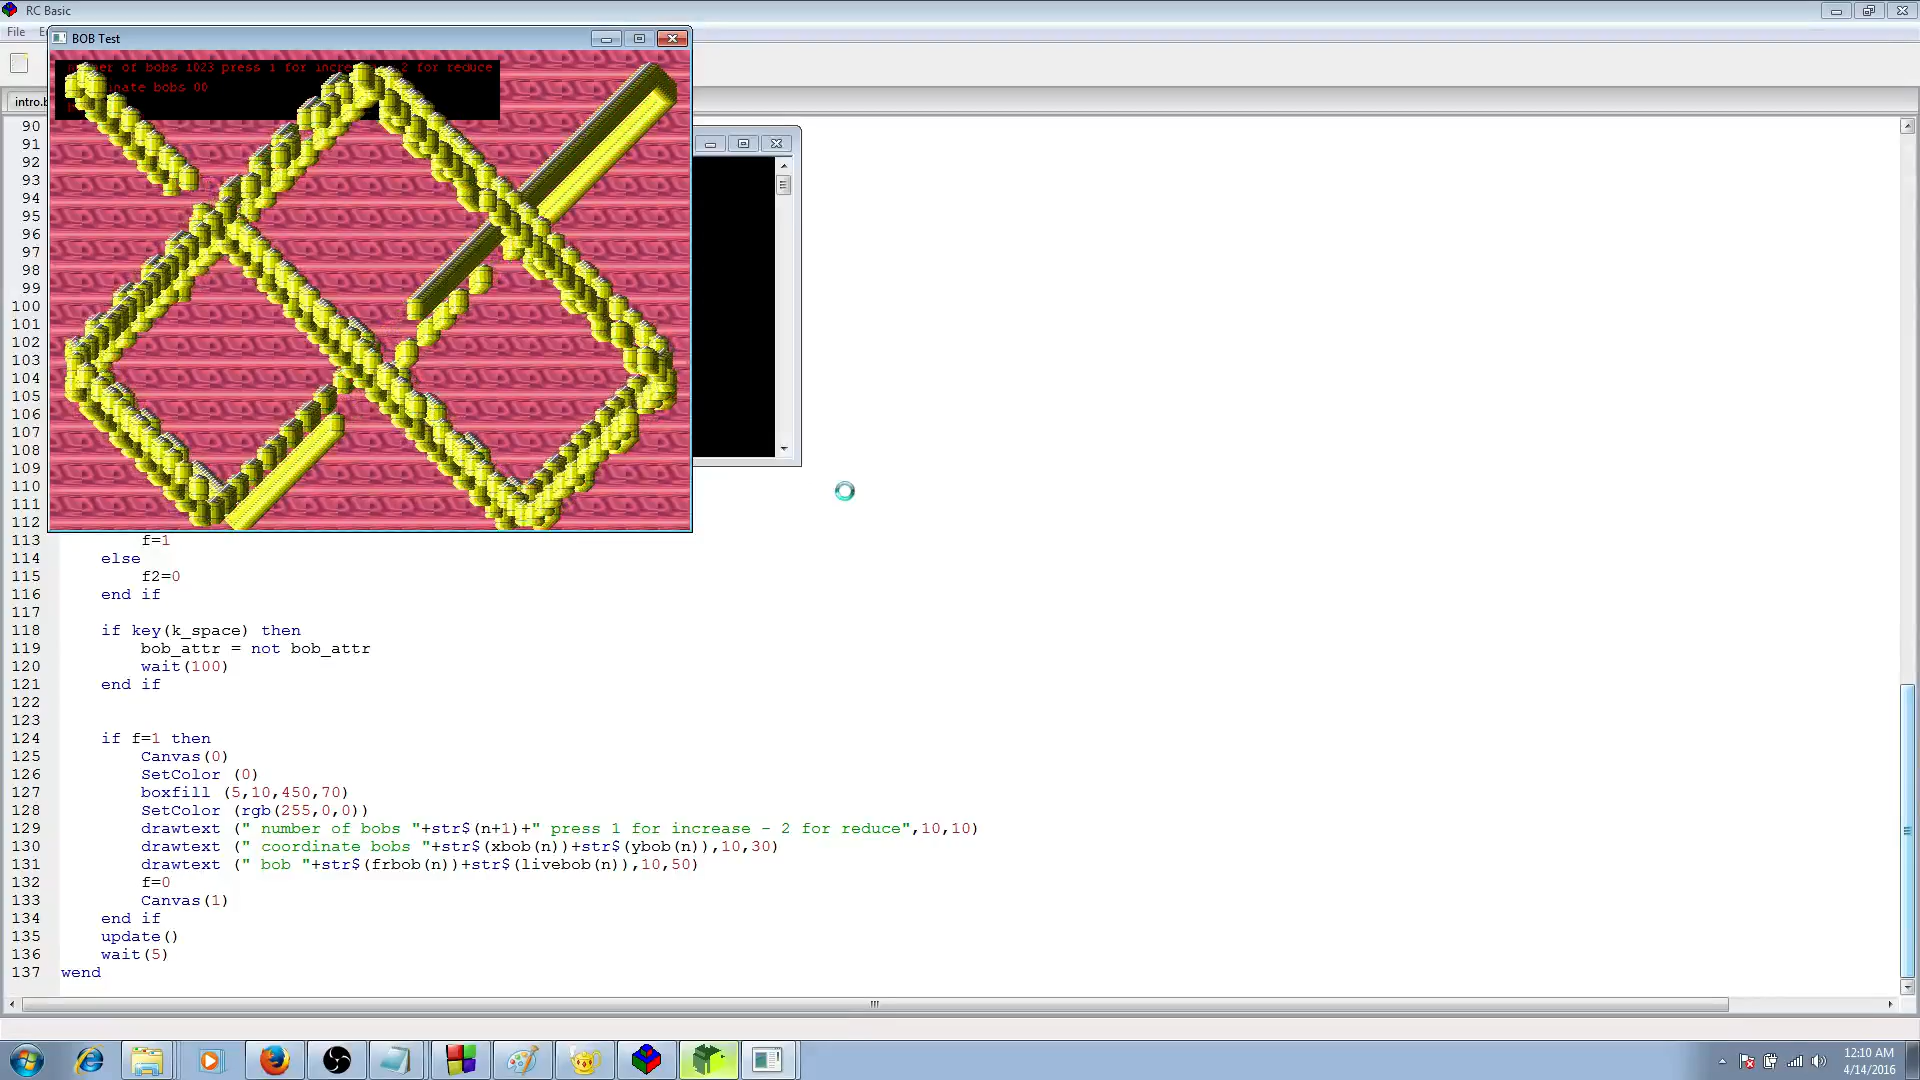 RC Basic
File
BOB Test
of bobs 1023 press 1 for incre 2 for reduce
nate bobs 00
intro.b
90
91
92
93
94
95
96
97
98
99
100
101
102
103
104
105
106
107
108
109
110
111
112
113 f=1
114 else
115 f2=0
116 end if
117
118 if key(k_space) then
119 bob_attr = not bob_attr
120 wait(100)
121 end if
122
123
124 if f=1 then
125 Canvas(0)
126 SetColor (0)
127 boxfill (5,10,450,70)
128 SetColor (rgb(255,0,0))
129 drawtext (" number of bobs "+str$(n+1)+" press 1 for increase - 2 for reduce",10,10)
130 drawtext (" coordinate bobs "+str$(xbob(n))+str$(ybob(n)),10,30)
131 drawtext (" bob "+str$(frbob(n))+str$(livebob(n)),10,50)
132 f=0
133 Canvas(1)
134 end if
135 update()
136 wait(5)
137 wend
12:10 AM
4/14/2016